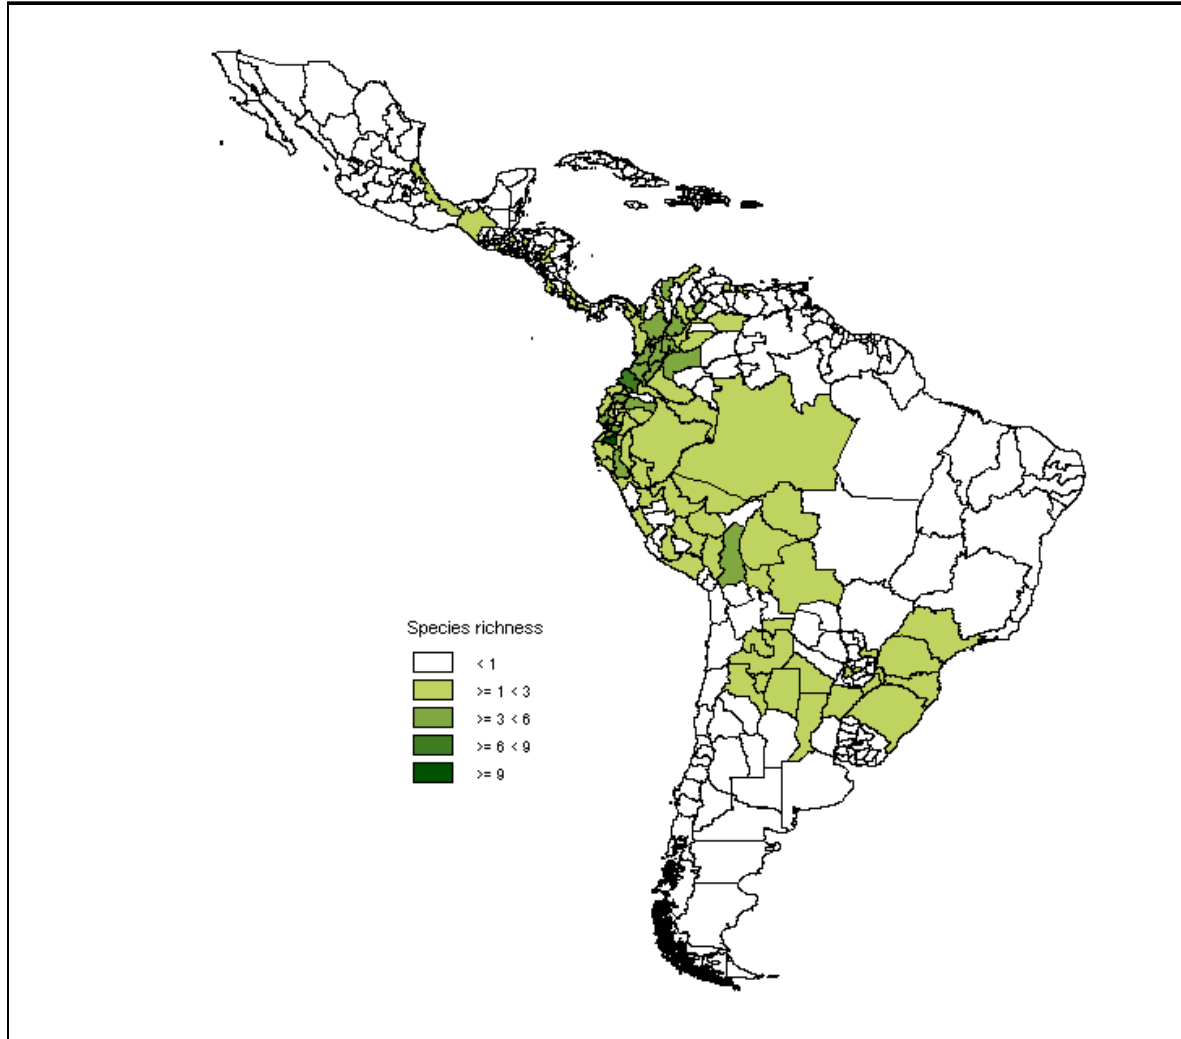 Species richness
< 1
>= 1 < 3
>= 3 < 6
>= 6 < 9
>= 9